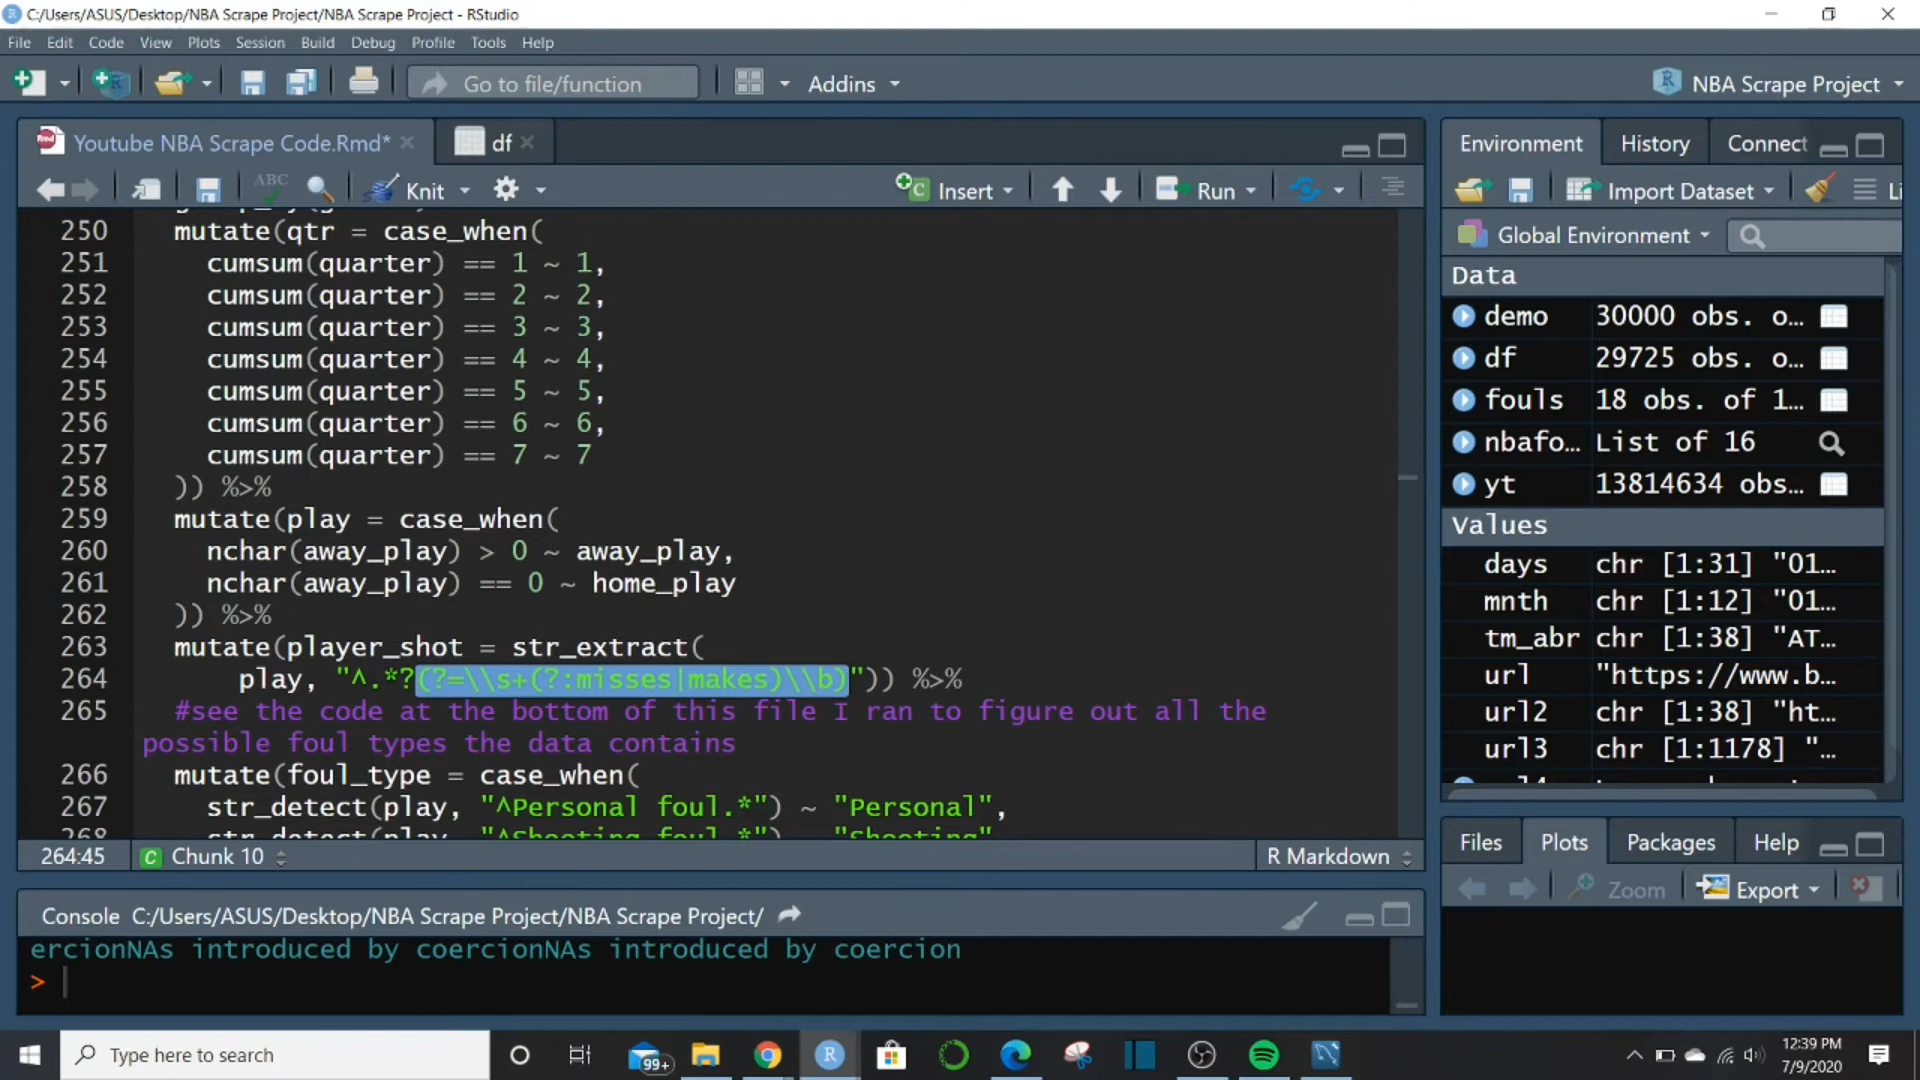 C:/Users/ASUS/Desktop/NBA Scrape Project/NBA Scrape Project - RStudio
File Edit Code View Plots Session Build Debug Profile Tools Help
Go to file/function Addins NBA Scrape Project
Youtube NBA Scrape Code.Rmd* df
ABC Knit Insert Run
250 mutate(qtr = case_when(
251 cumsum(quarter) == 1 ~ 1,
252 cumsum(quarter) == 2 ~ 2,
253 cumsum(quarter) == 3 ~ 3,
254 cumsum(quarter) == 4 ~ 4,
255 cumsum(quarter) == 5 ~ 5,
256 cumsum(quarter) == 6 ~ 6,
257 cumsum(quarter) == 7 ~ 7
258 )) %>%
259 mutate(play = case_when(
260 nchar(away_play) > 0 ~ away_play,
261 nchar(away_play) == 0 ~ home_play
262 )) %>%
263 mutate(player_shot = str_extract(
264 play, "^.*?(?=\\s+(?:misses|makes)\\b)")) %>%
265 #see the code at the bottom of this file I ran to figure out all the
possible foul types the data contains
266 mutate(foul_type = case_when(
267 str_detect(play, "^Personal foul.*") ~ "Personal",
268 str_detect(play, "^Shooting foul.*") ~ "Shooting"
264:45 Chunk 10 R Markdown
Console C:/Users/ASUS/Desktop/NBA Scrape Project/NBA Scrape Project/
ercionNAs introduced by coercionNAs introduced by coercion
>
Environment History Connect
Import Dataset Li
Global Environment
Data
demo 30000 obs. o…
df 29725 obs. o…
fouls 18 obs. of 1…
nbafo… List of 16
yt 13814634 obs…
Values
days chr [1:31] "01…
mnth chr [1:12] "01…
tm_abr chr [1:38] "AT…
url "https://www.b…
url2 chr [1:38] "ht…
url3 chr [1:1178] "…
Files Plots Packages Help
Zoom Export
Type here to search
99+
12:39 PM
7/9/2020